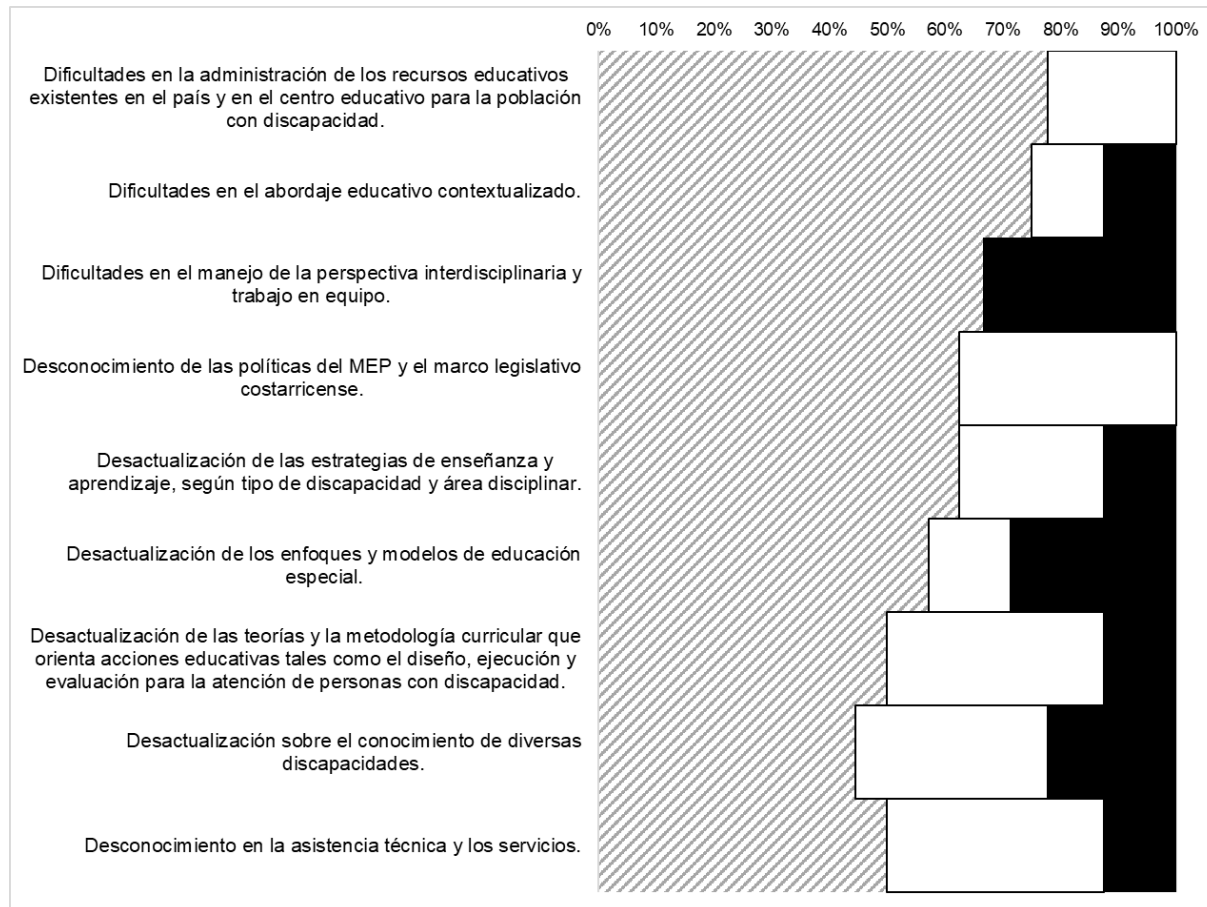 0% 10% 20% 30% 40% 50% 60% 70% 80% 90% 100%
Dificultades en la administración de los recursos educativos
existentes en el país y en el centro educativo para la población
con discapacidad.
Dificultades en el abordaje educativo contextualizado.
Dificultades en el manejo de la perspectiva interdisciplinaria y
trabajo en equipo.
Desconocimiento de las políticas del MEP y el marco legislativo
costarricense.
Desactualización de las estrategias de enseñanza y
aprendizaje, según tipo de discapacidad y área disciplinar.
Desactualización de los enfoques y modelos de educación
especial.
Desactualización de las teorías y la metodología curricular que
orienta acciones educativas tales como el diseño, ejecución y
evaluación para la atención de personas con discapacidad.
Desactualización sobre el conocimiento de diversas
discapacidades.
Desconocimiento en la asistencia técnica y los servicios.